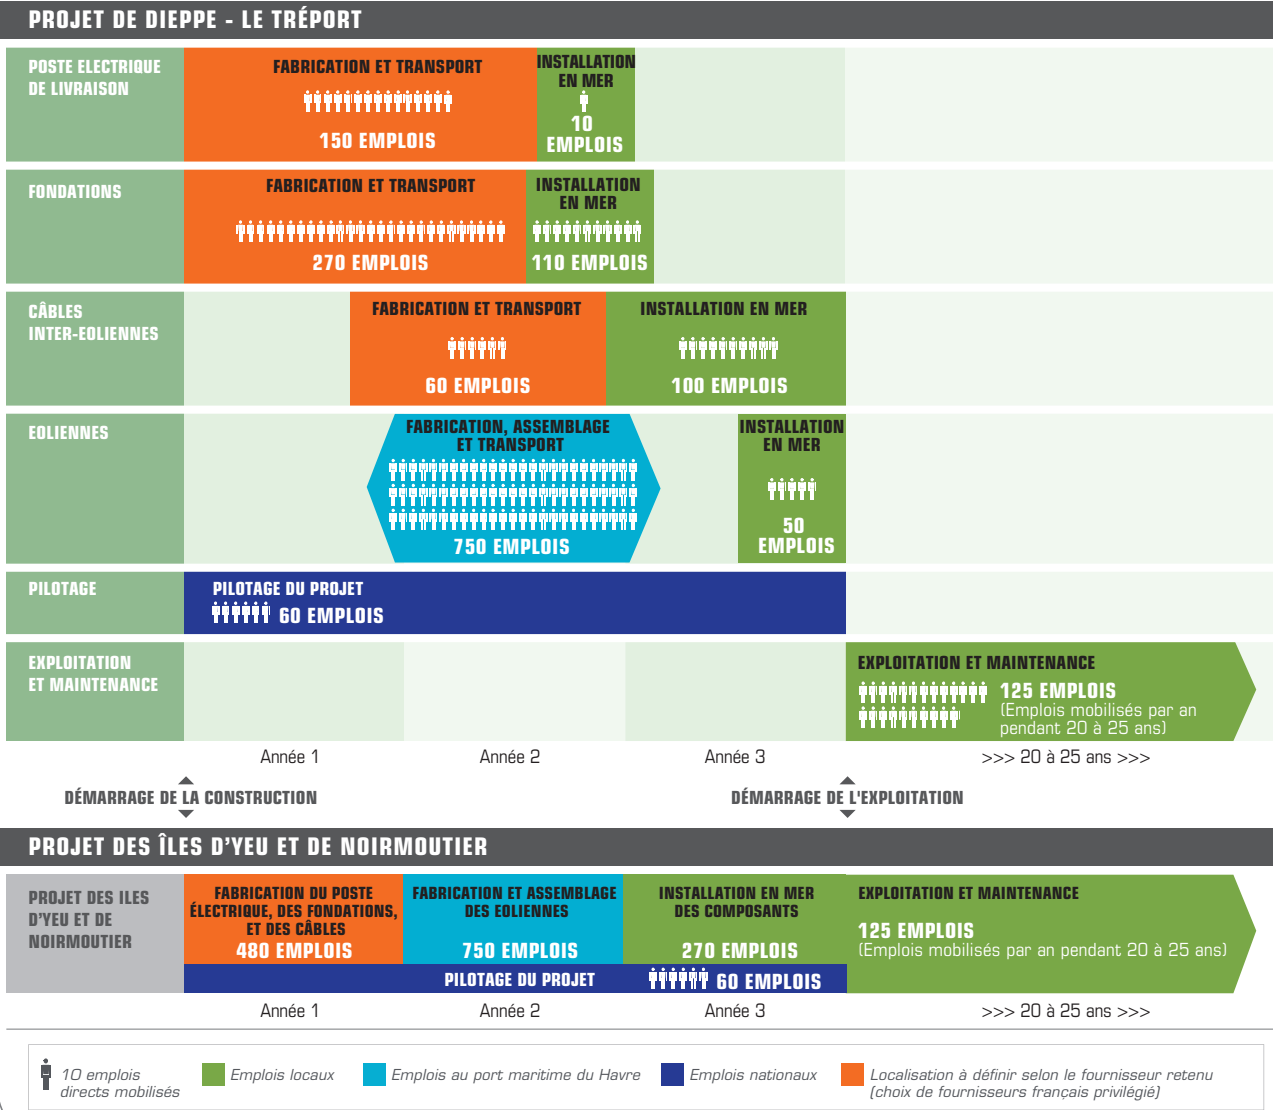 PROJET DE DIEPPE - LE TRÉPORT
POSTE ELECTRIQUE
DE LIVRAISON
FABRICATION ET TRANSPORT
150 EMPLOIS
INSTALLATION
EN MER
10
EMPLOIS
FONDATIONS
FABRICATION ET TRANSPORT
270 EMPLOIS
INSTALLATION
EN MER
110 EMPLOIS
CÂBLES
INTER-EOLIENNES
FABRICATION ET TRANSPORT
60 EMPLOIS
INSTALLATION EN MER
100 EMPLOIS
EOLIENNES
FABRICATION, ASSEMBLAGE
ET TRANSPORT
750 EMPLOIS
INSTALLATION
EN MER
50
EMPLOIS
PILOTAGE
PILOTAGE DU PROJET
60 EMPLOIS
EXPLOITATION
ET MAINTENANCE
EXPLOITATION ET MAINTENANCE
125 EMPLOIS
(Emplois mobilisés par an
pendant 20 à 25 ans)
Année 1
Année 2
Année 3
>>> 20 à 25 ans >>>
DÉMARRAGE DE LA CONSTRUCTION
DÉMARRAGE DE L'EXPLOITATION
PROJET DES ÎLES D'YEU ET DE NOIRMOUTIER
PROJET DES ILES
D'YEU ET DE
NOIRMOUTIER
FABRICATION DU POSTE
ÉLECTRIQUE, DES FONDATIONS,
ET DES CÂBLES
480 EMPLOIS
FABRICATION ET ASSEMBLAGE
DES EOLIENNES
750 EMPLOIS
INSTALLATION EN MER
DES COMPOSANTS
270 EMPLOIS
EXPLOITATION ET MAINTENANCE
125 EMPLOIS
(Emplois mobilisés par an pendant 20 à 25 ans)
PILOTAGE DU PROJET
60 EMPLOIS
Année 1
Année 2
Année 3
>>> 20 à 25 ans >>>
10 emplois
directs mobilisés
Emplois locaux
Emplois au port maritime du Havre
Emplois nationaux
Localisation à définir selon le fournisseur retenu
(choix de fournisseurs français privilégié)